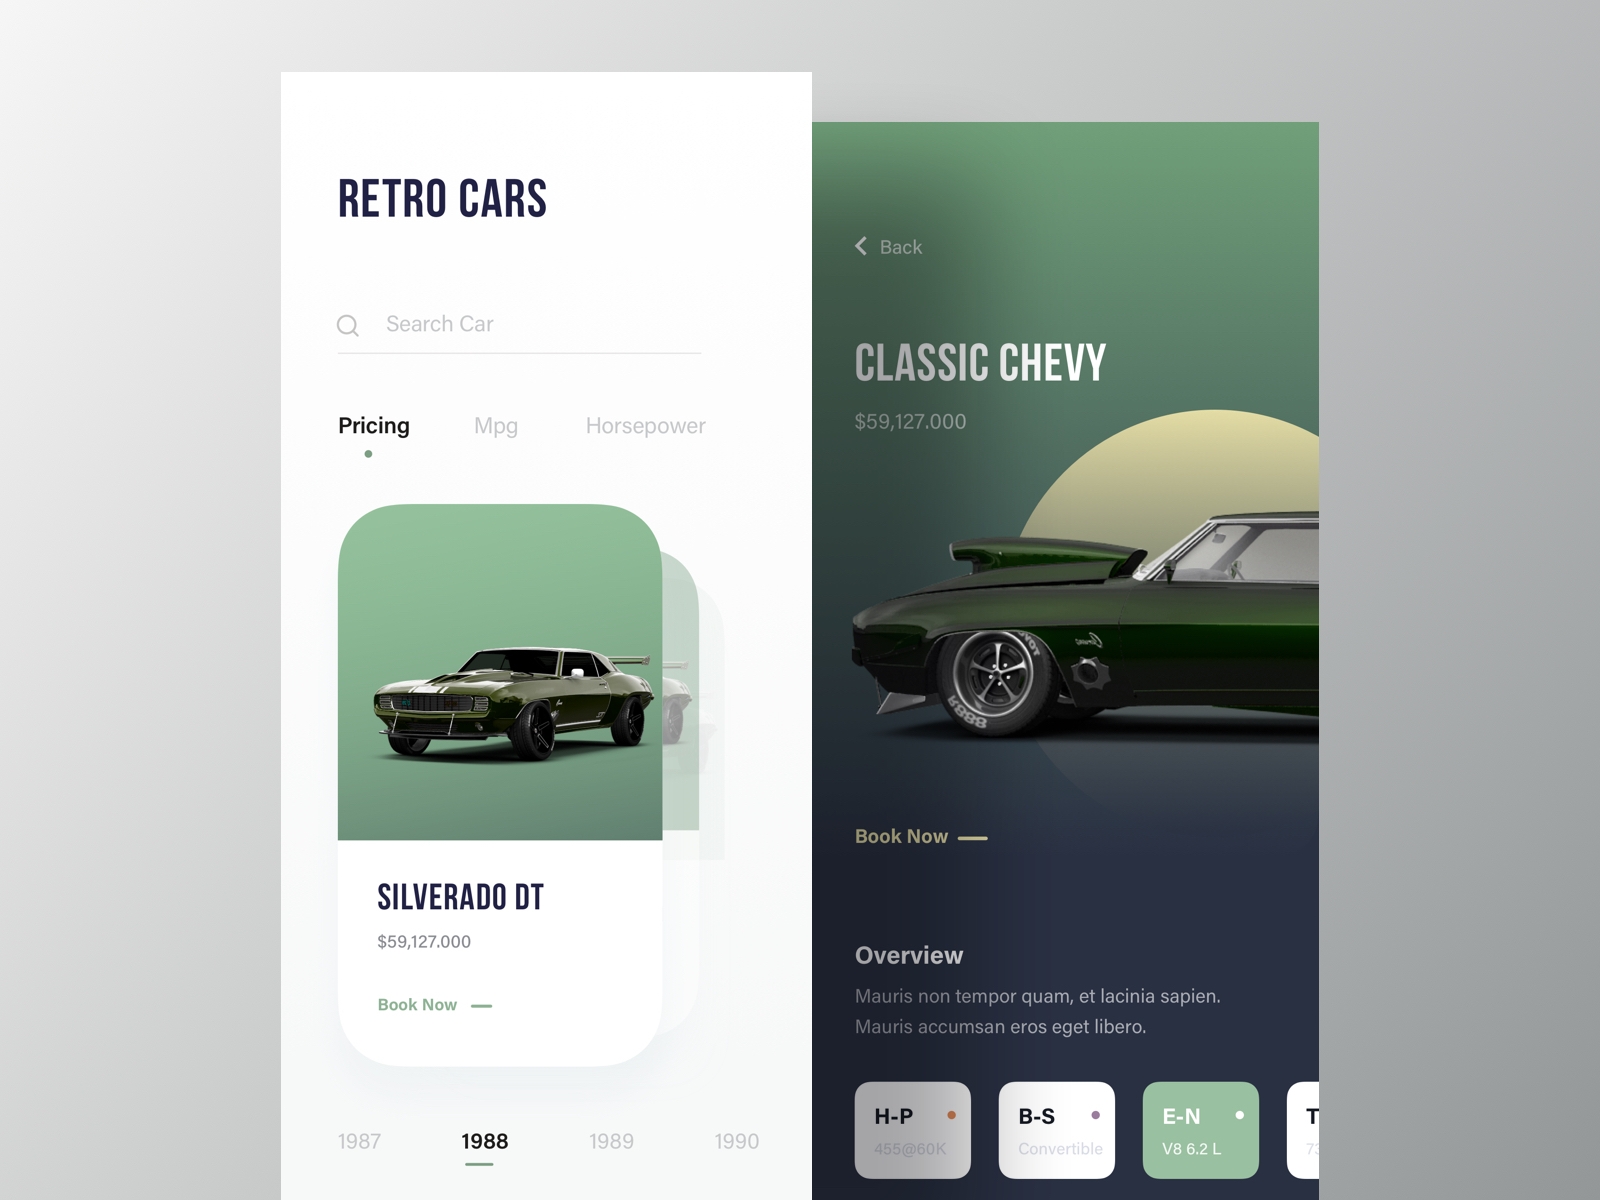 RETRO CARS
Search Car
Pricing
Mpg
Horsepower
SILVERADO DT
$59,127.000
Book Now
1987
1988
1989
1990
Back
CLASSIC CHEVY
$59,127.000
Book Now
Overview
Mauris non tempor quam, et lacinia sapien.
Mauris accumsan eros eget libero.
H-P
455@60K
B-S
Convertible
E-N
V8 6.2 L